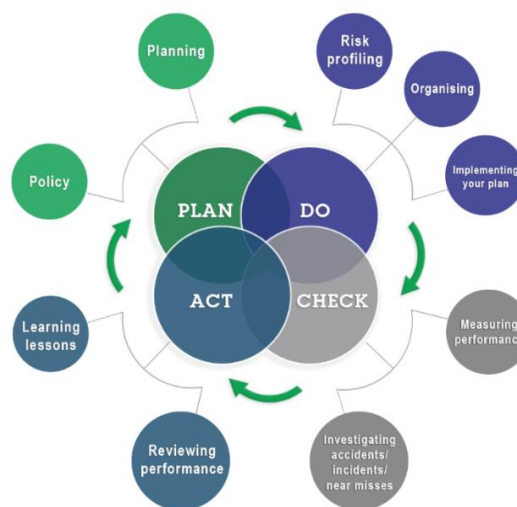 Planning
Risk
profiling
Organising
Policy
Implementing
your plan
PLAN
DO
ACT
CHECK
Learning
lessons
Measuring
performance
Reviewing
performance
Investigating
accidents/
incidents/
near misses